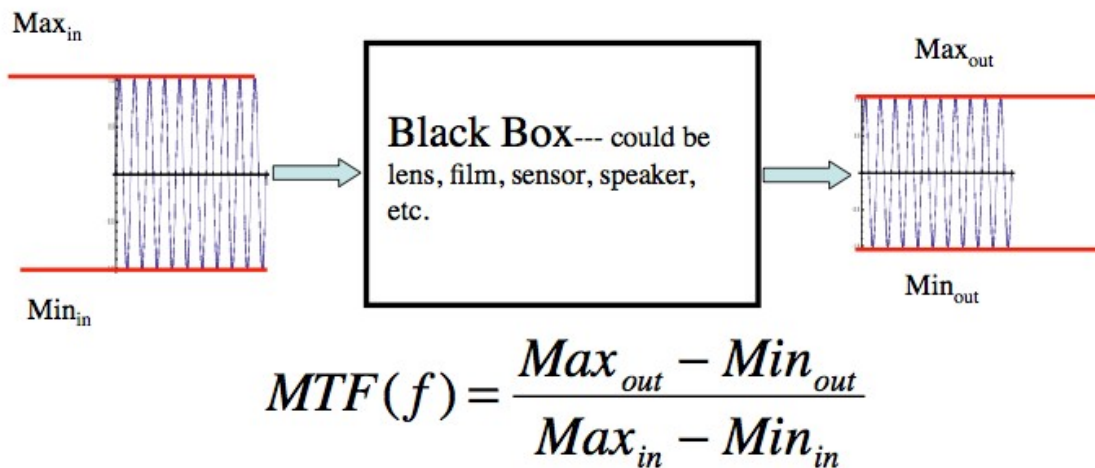 Max_in
Max_out
Black Box--- could be
lens, film, sensor, speaker,
etc.
Min_in
Min_out
MTF(f) = (Max_out − Min_out) / (Max_in − Min_in)